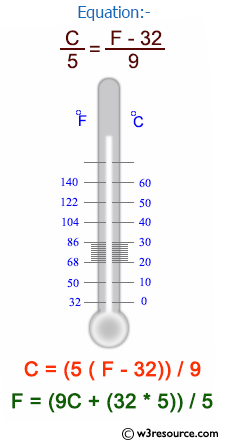 Equation:-
C / 5 = F - 32 / 9
°F °C
140 60
122 50
104 40
86 30
68 20
50 10
32 0
C = (5 ( F - 32)) / 9
F = (9C + (32 * 5)) / 5
© w3resource.com